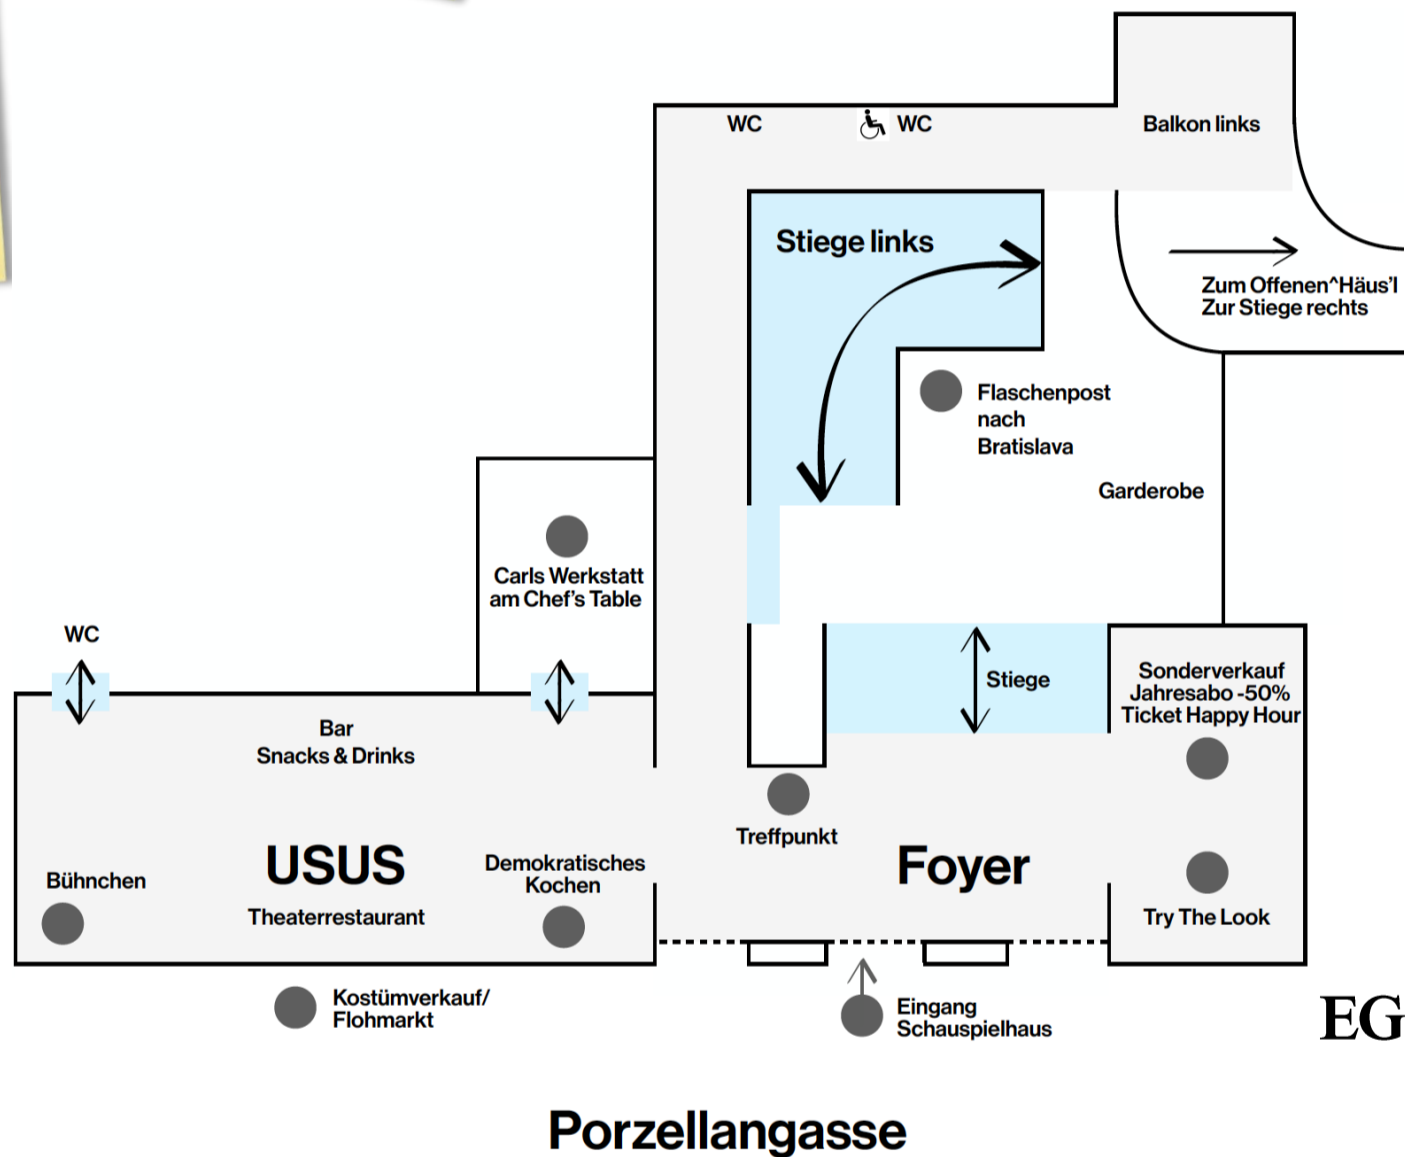 WC
WC
Balkon links
Stiege links
Zum Offenen^Häus'l
Zur Stiege rechts
Flaschenpost
nach
Bratislava
Garderobe
Carls Werkstatt
am Chef's Table
WC
Stiege
Sonderverkauf
Jahresabo -50%
Ticket Happy Hour
Bar
Snacks & Drinks
Treffpunkt
USUS
Theaterrestaurant
Demokratisches
Kochen
Foyer
Bühnchen
Try The Look
Kostümverkauf/
Flohmarkt
Eingang
Schauspielhaus
EG
Porzellangasse